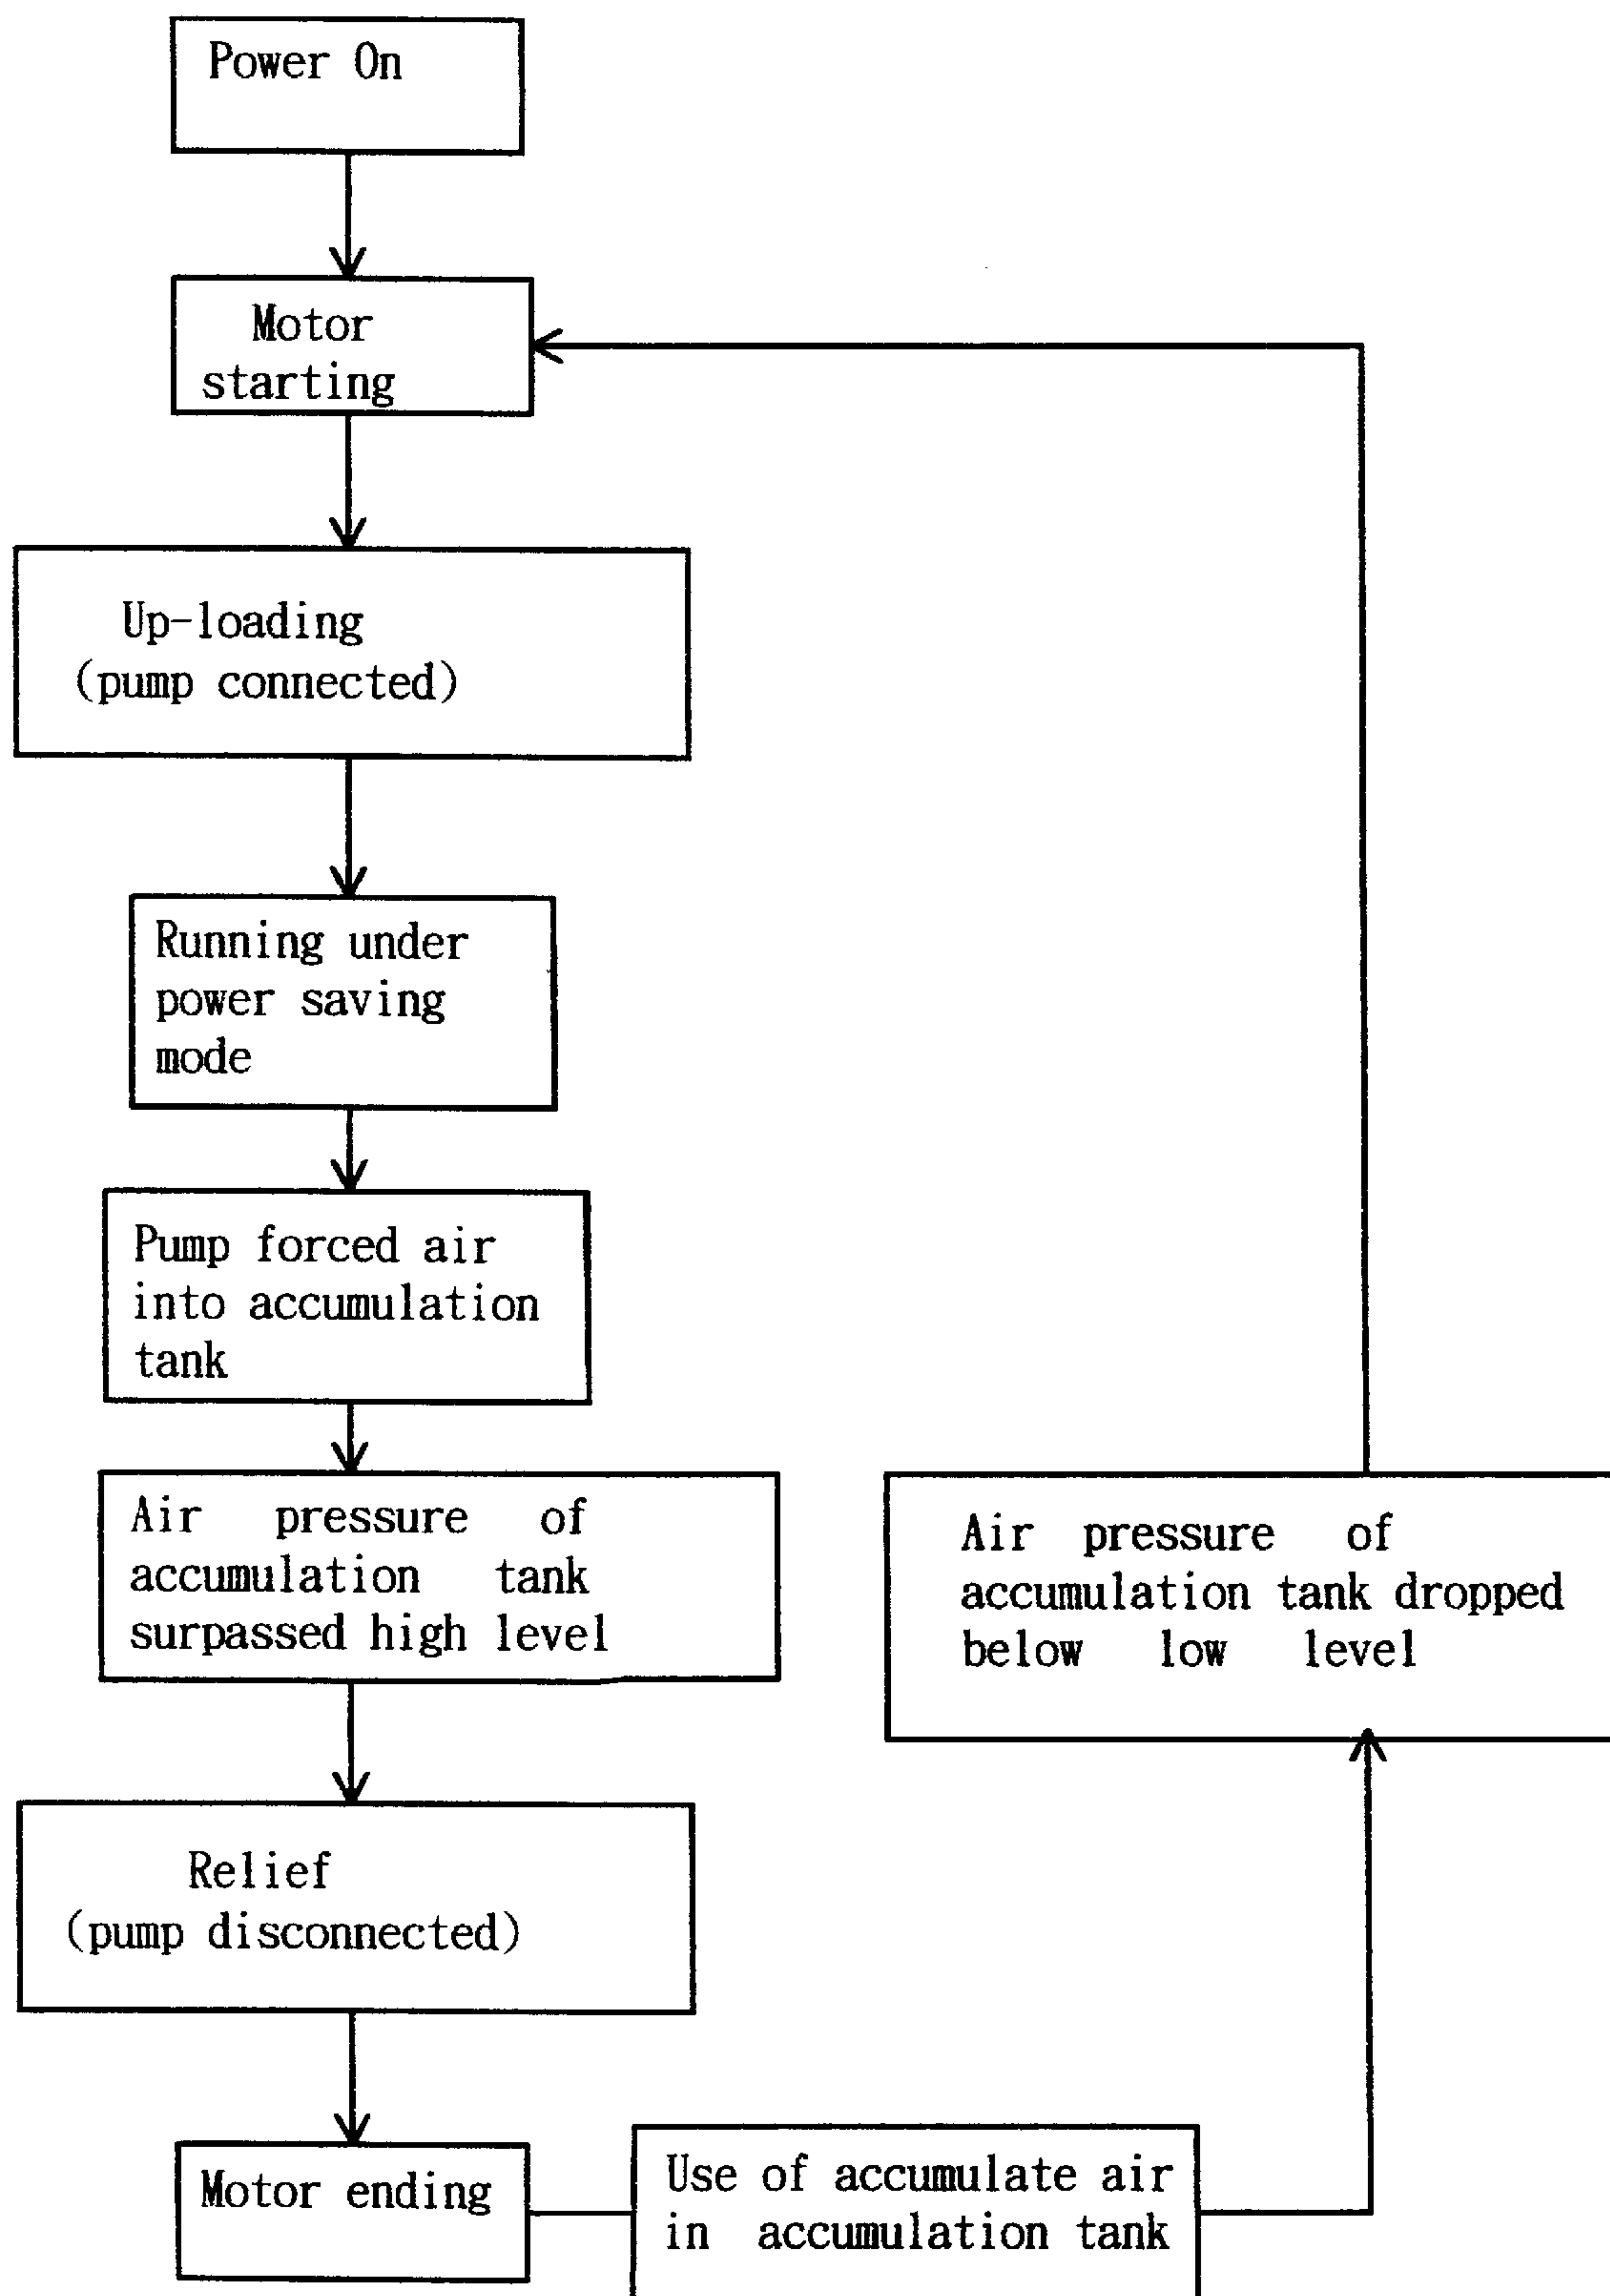 Power On
Motor
starting
Up-loading
(pump connected)
Running under
power saving
mode
Pump forced air
into accumulation
tank
Air pressure of
accumulation tank
surpassed high level
Relief
(pump disconnected)
Motor ending
Use of accumulate air
in accumulation tank
Air pressure of
accumulation tank dropped
below low level